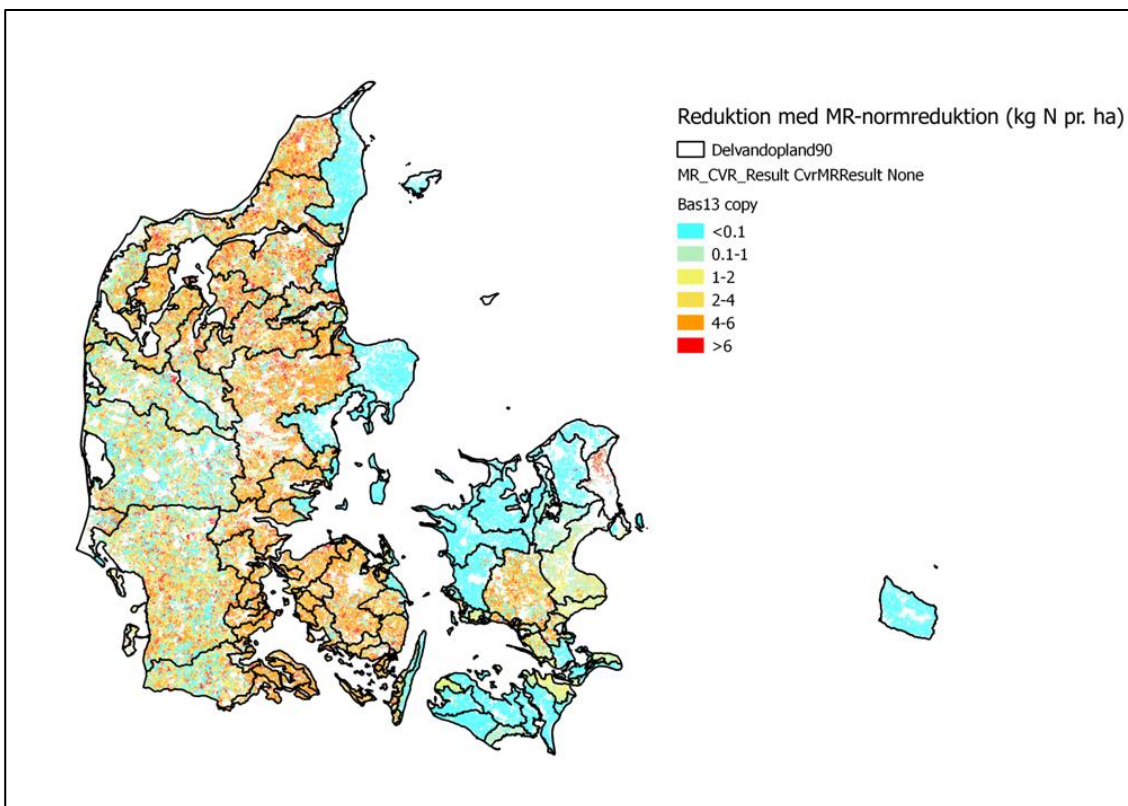 Reduktion med MR-normreduktion (kg N pr. ha)
Delvandopland90
MR_CVR_Result CvrMRResult None
Bas13 copy
<0.1
0.1-1
1-2
2-4
4-6
>6